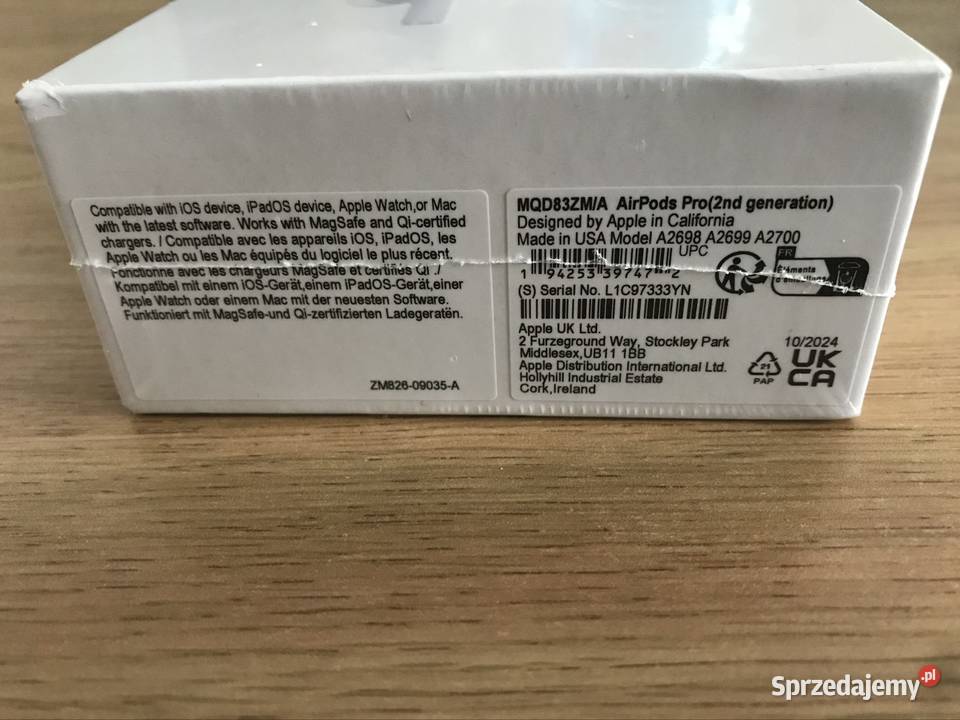 Compatible with iOS device, iPadOS device, Apple Watch,or Mac
with the latest software. Works with MagSafe and Qi-certified
chargers. / Compatible avec les appareils iOS, iPadOS, les
Apple Watch ou les Mac équipés du logiciel le plus récent.
Fonctionne avec les chargeurs MagSafe et certifiés Qi ./
Kompatibel mit einem iOS-Gerät,einem iPadOS-Gerät,einer
Apple Watch oder einem Mac mit der neuesten Software.
Funktioniert mit MagSafe-und Qi-zertifizierten Ladegeratën.
ZM826-09035-A
MQD83ZM/A AirPods Pro(2nd generation)
Designed by Apple in California
Made in USA Model A2698 A2699 A2700
UPC
FR
Éléments
(S) Serial No. L1C97333YN
Apple UK Ltd.
2 Furzeground Way, Stockley Park
Middlesex,UB11 1BB
Apple Distribution International Ltd.
Hollyhill Industrial Estate
Cork,Ireland
21
PAP
10/2024
UK
CA
Sprzedajemy.pl